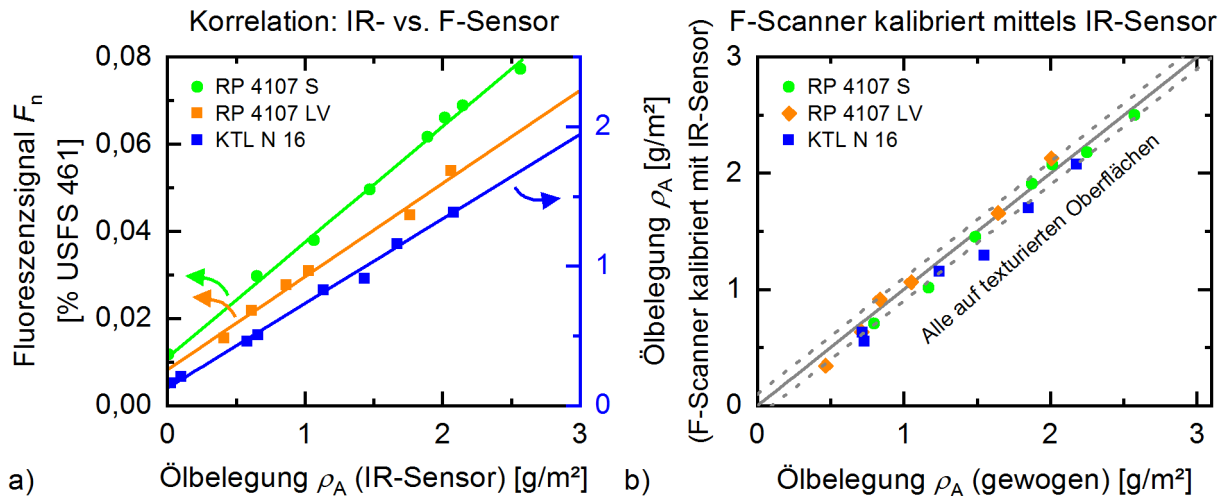 Korrelation: IR- vs. F-Sensor
Fluoreszenzsignal Fn
[% USFS 461]
0,08
0,06
0,04
0,02
0,00
RP 4107 S
RP 4107 LV
KTL N 16
2
1
0
0 1 2 3
Ölbelegung ρA (IR-Sensor) [g/m²]
a)
F-Scanner kalibriert mittels IR-Sensor
Ölbelegung ρA [g/m²]
(F-Scanner kalibriert mit IR-Sensor)
3
2
1
0
RP 4107 S
RP 4107 LV
KTL N 16
Alle auf texturierten Oberflächen
0 1 2 3
Ölbelegung ρA (gewogen) [g/m²]
b)